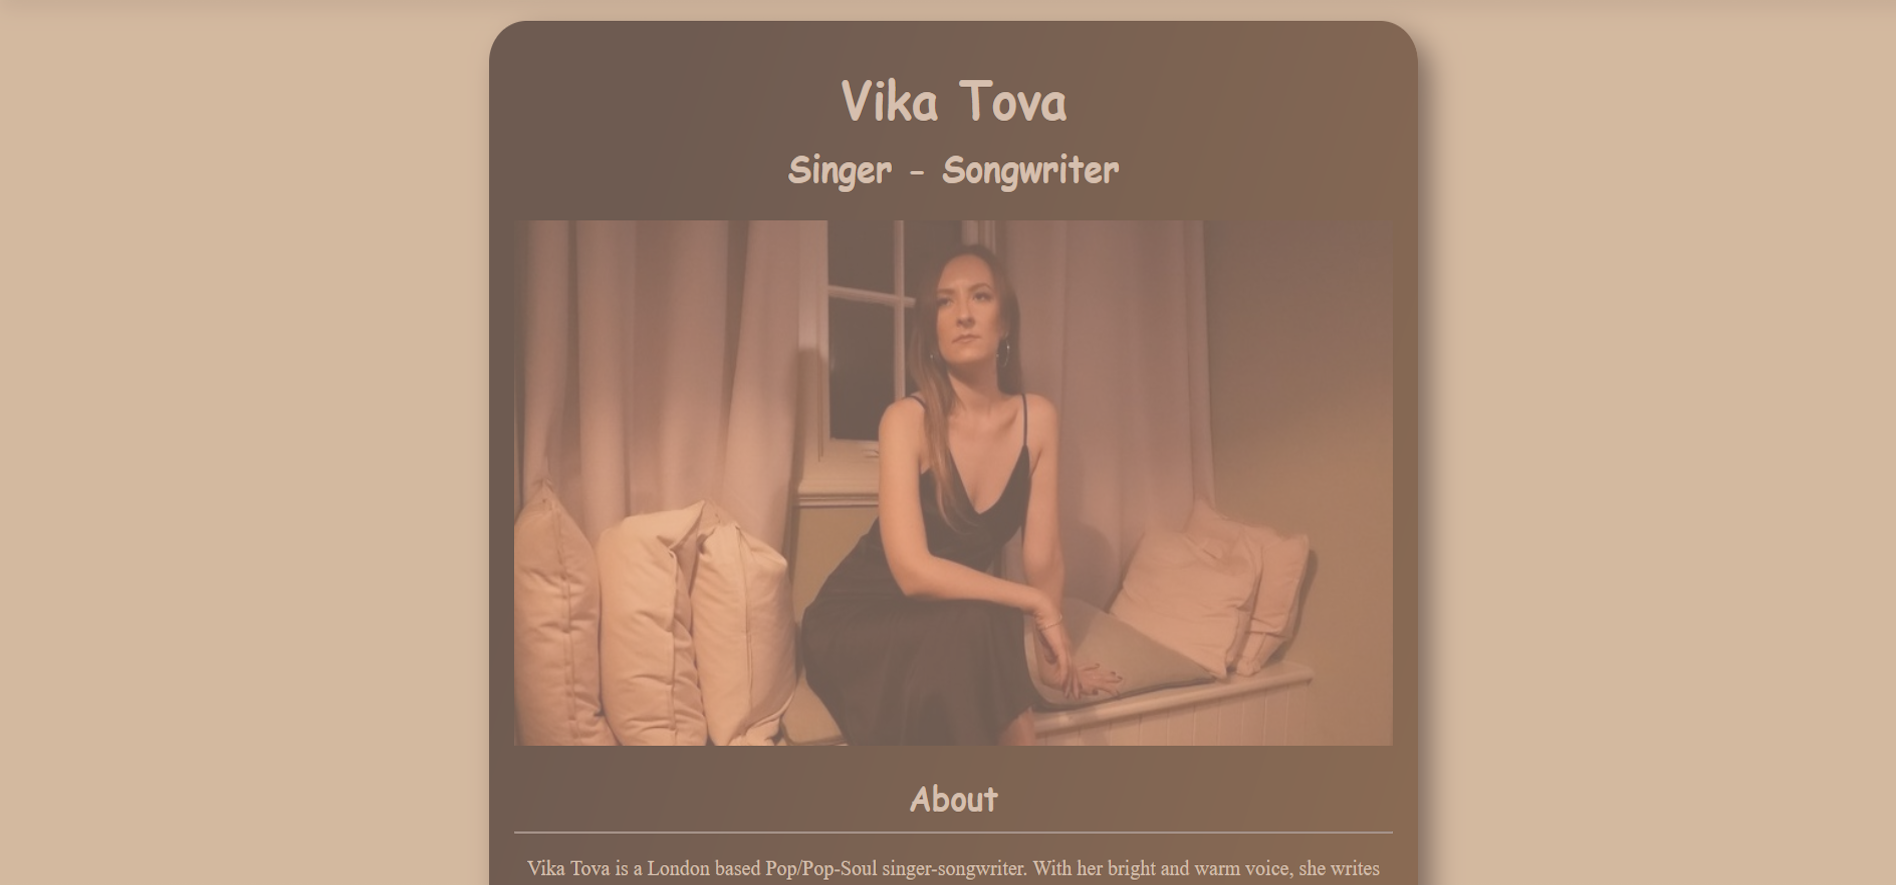 Vika Tova
Singer - Songwriter
About
Vika Tova is a London based Pop/Pop-Soul singer-songwriter. With her bright and warm voice, she writes